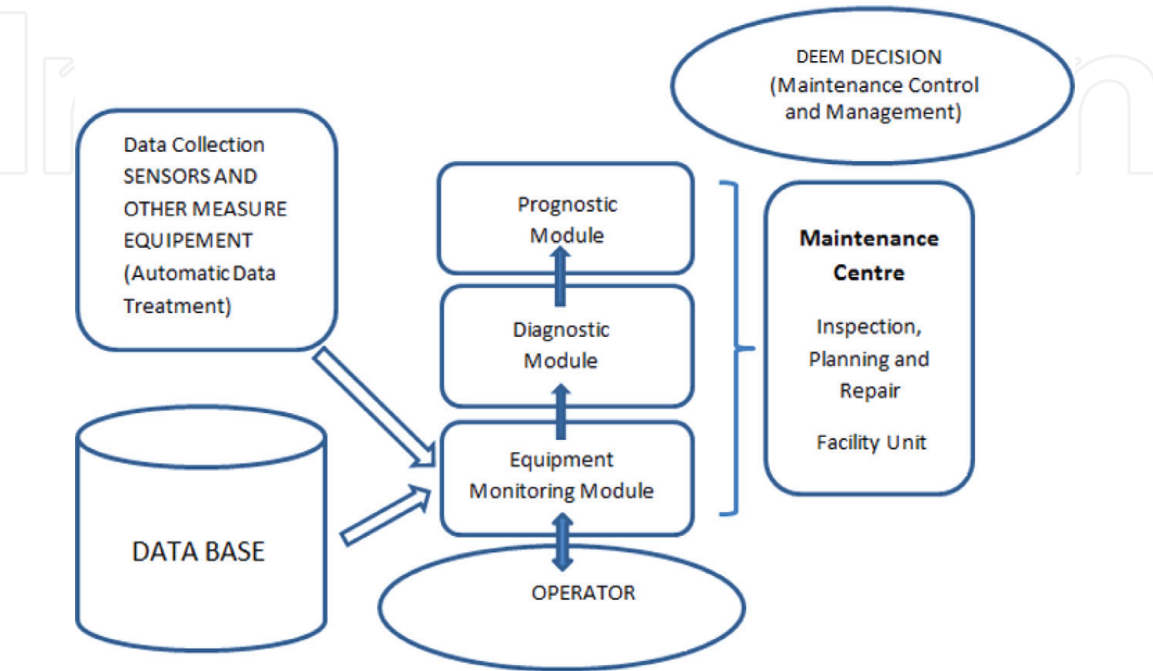 DEEM DECISION
(Maintenance Control
and Management)
Data Collection
SENSORS AND
OTHER MEASURE
EQUIPEMENT
(Automatic Data
Treatment)
Prognostic
Module
Diagnostic
Module
Equipment
Monitoring Module
Maintenance
Centre
Inspection,
Planning and
Repair
Facility Unit
DATA BASE
OPERATOR